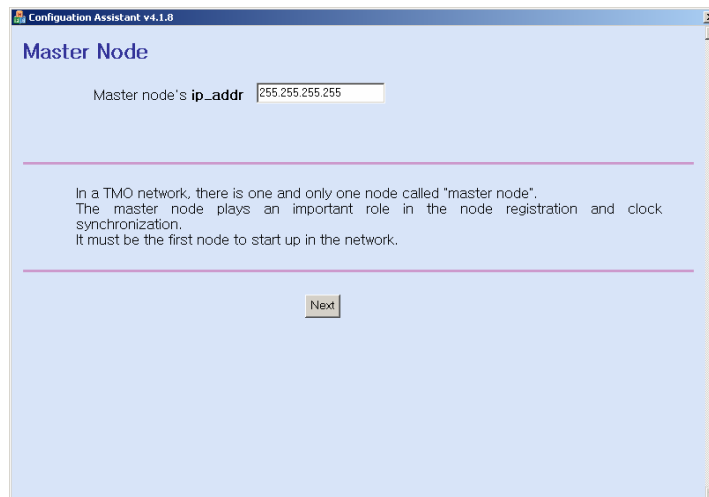 Configuation Assistant v4.1.8
Master Node
Master node's ip_addr 255.255.255.255
In a TMO network, there is one and only one node called "master node".
The master node plays an important role in the node registration and clock
synchronization.
It must be the first node to start up in the network.
Next